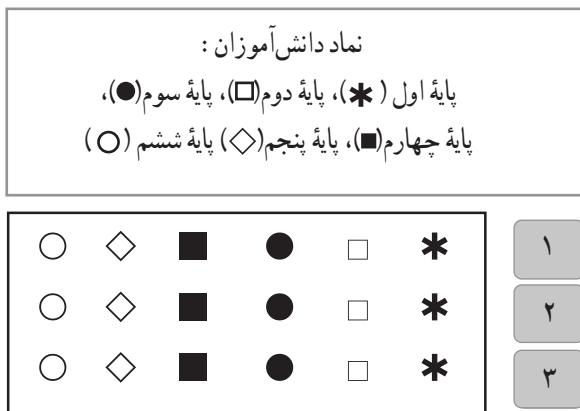 نماد دانش‌آموزان :
پایهٔ اول ( ✱)، پایهٔ دوم(□)، پایهٔ سوم(●)،
پایهٔ چهارم(■)، پایهٔ پنجم(◇) پایهٔ ششم (○ )
۱
۲
۳